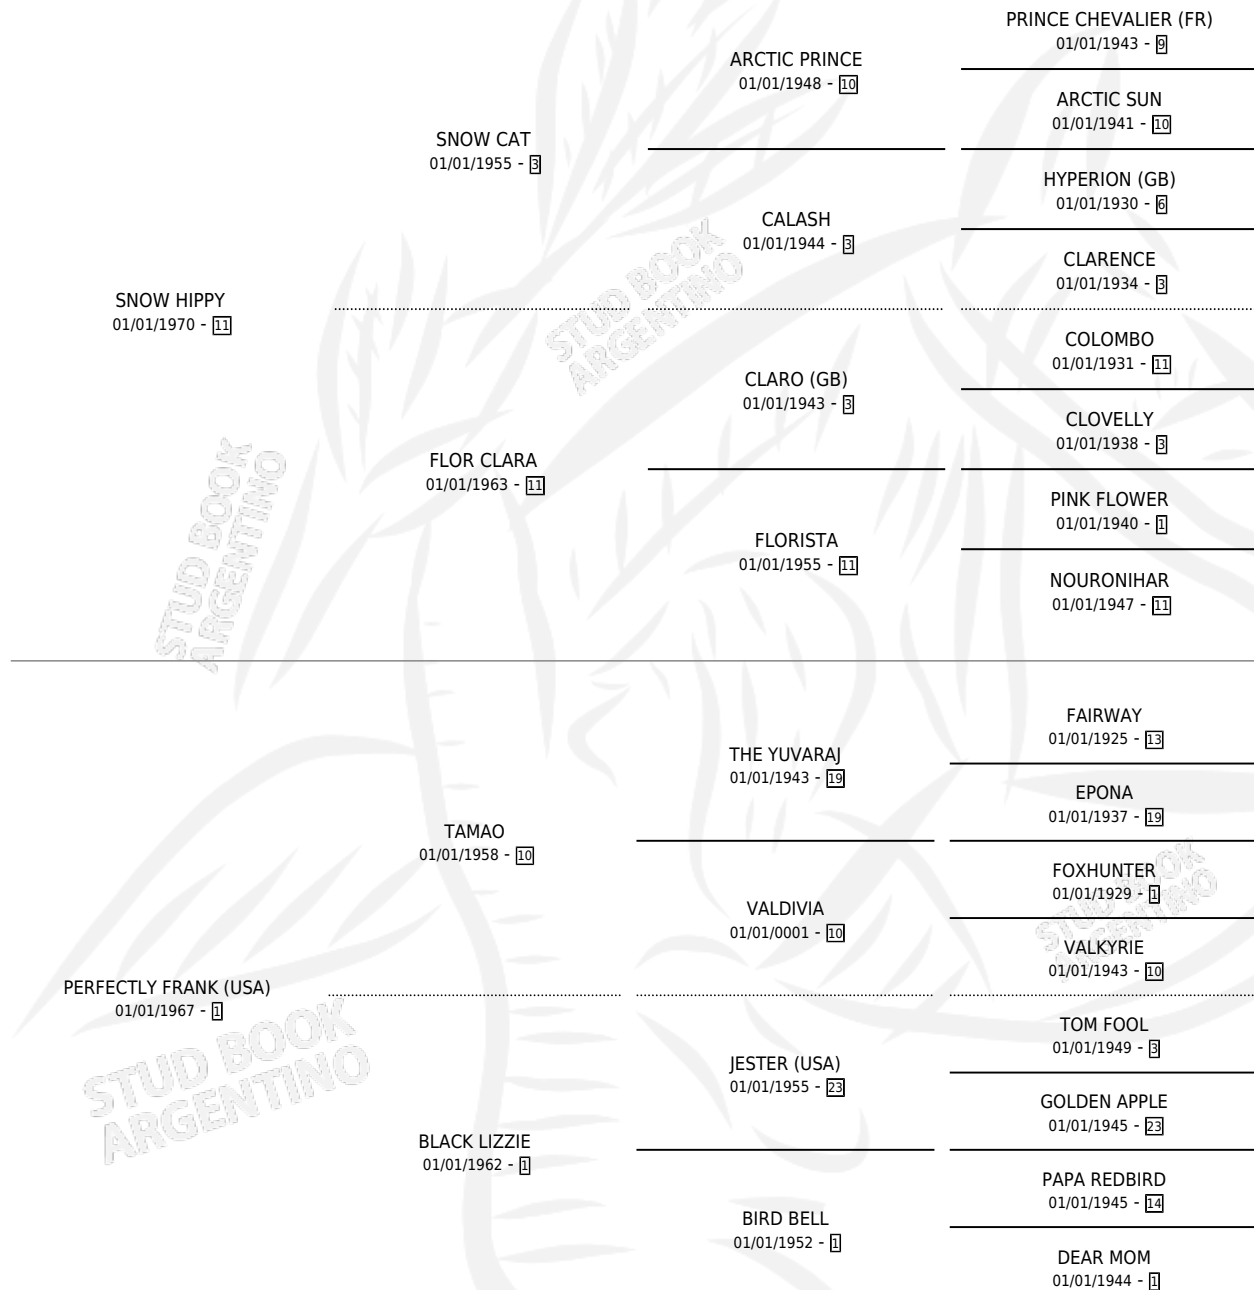 PRINCE CHEVALIER (FR)
01/01/1943 - 9
ARCTIC PRINCE
01/01/1948 - 10
ARCTIC SUN
01/01/1941 - 10
SNOW CAT
01/01/1955 - 3
HYPERION (GB)
01/01/1930 - 6
CALASH
01/01/1944 - 3
CLARENCE
01/01/1934 - 3
SNOW HIPPY
01/01/1970 - 11
COLOMBO
01/01/1931 - 11
CLARO (GB)
01/01/1943 - 3
CLOVELLY
01/01/1938 - 3
FLOR CLARA
01/01/1963 - 11
PINK FLOWER
01/01/1940 - 1
FLORISTA
01/01/1955 - 11
NOURONIHAR
01/01/1947 - 11
FAIRWAY
01/01/1925 - 13
THE YUVARAJ
01/01/1943 - 19
EPONA
01/01/1937 - 19
TAMAO
01/01/1958 - 10
FOXHUNTER
01/01/1929 - 1
VALDIVIA
01/01/0001 - 10
VALKYRIE
01/01/1943 - 10
PERFECTLY FRANK (USA)
01/01/1967 - 1
TOM FOOL
01/01/1949 - 3
JESTER (USA)
01/01/1955 - 23
GOLDEN APPLE
01/01/1945 - 23
BLACK LIZZIE
01/01/1962 - 1
PAPA REDBIRD
01/01/1945 - 14
BIRD BELL
01/01/1952 - 1
DEAR MOM
01/01/1944 - 1
STUD BOOK
ARGENTINO
STUD BOOK
ARGENTINO
STUD BOOK
ARGENTINO
STUD BOOK
ARGENTINO